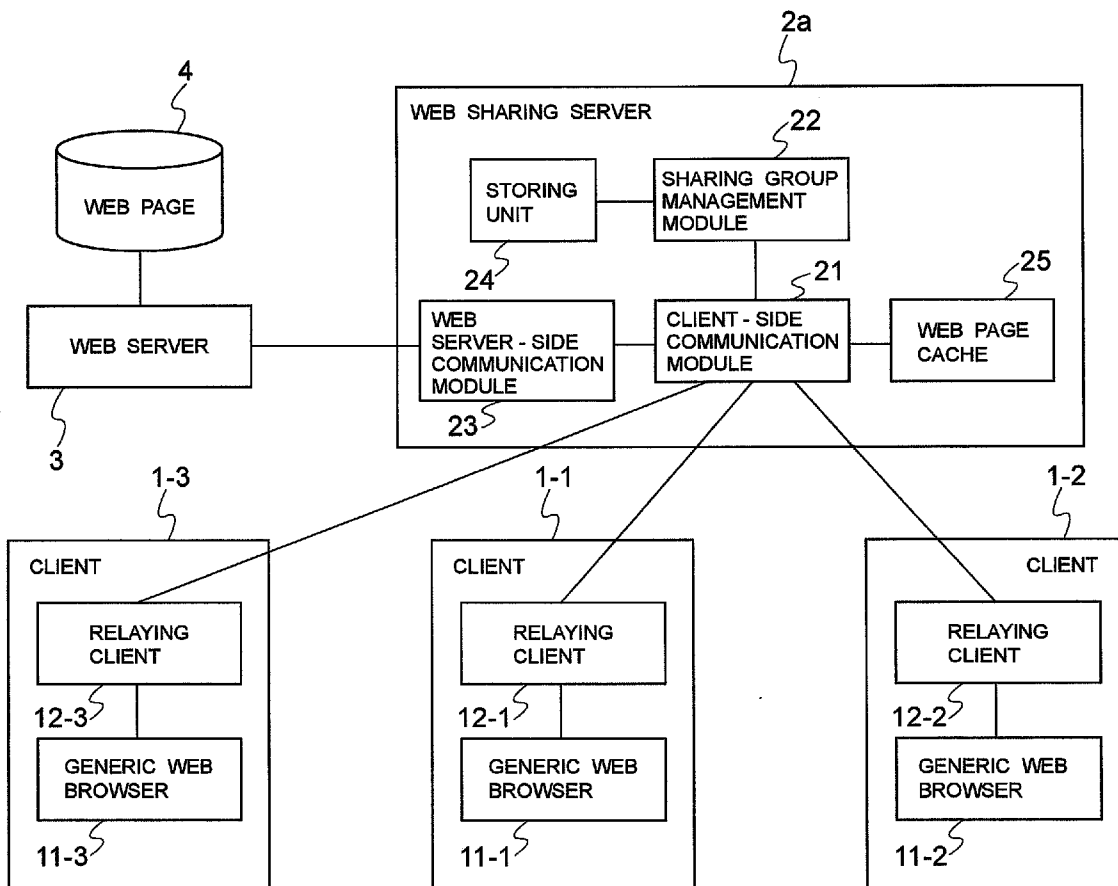 2a
4
WEB SHARING SERVER
22
WEB PAGE
STORING
UNIT
SHARING GROUP
MANAGEMENT
MODULE
24
21
25
WEB SERVER
WEB
SERVER - SIDE
COMMUNICATION
MODULE
CLIENT - SIDE
COMMUNICATION
MODULE
WEB PAGE
CACHE
3
23
1-3
1-1
1-2
CLIENT
CLIENT
CLIENT
RELAYING
CLIENT
RELAYING
CLIENT
RELAYING
CLIENT
12-3
12-1
12-2
GENERIC WEB
BROWSER
GENERIC WEB
BROWSER
GENERIC WEB
BROWSER
11-3
11-1
11-2